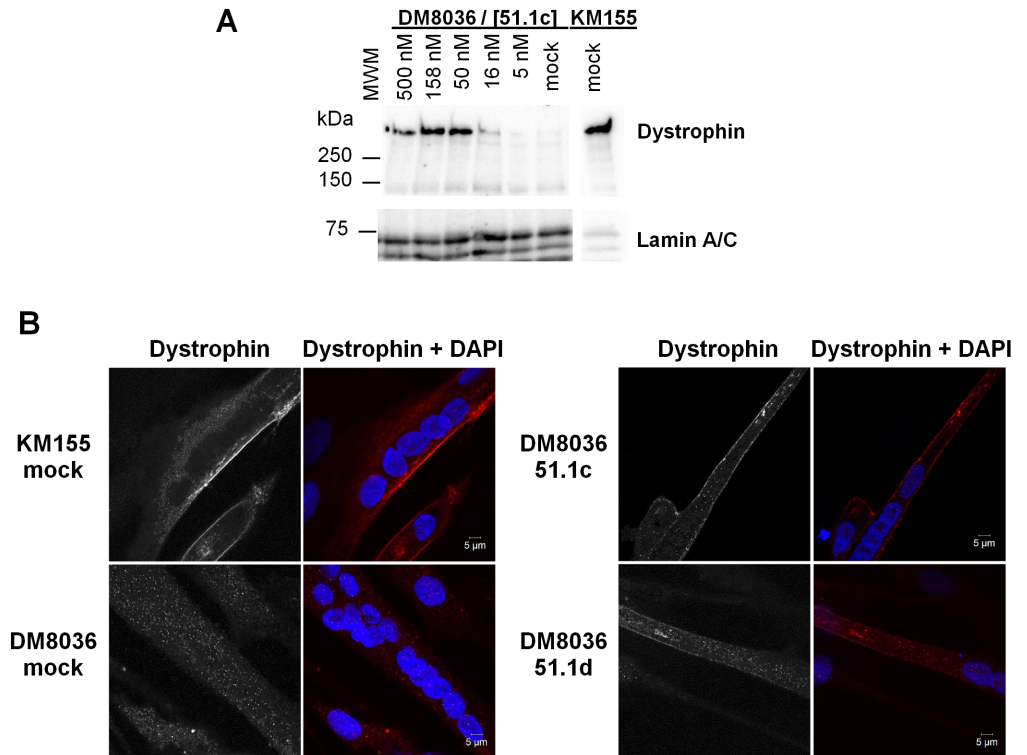 A
DM8036 / [51.1c] KM155
MWM 500 nM 158 nM 50 nM 16 nM 5 nM mock mock
kDa
Dystrophin
250
150
75
Lamin A/C
B
Dystrophin Dystrophin + DAPI Dystrophin Dystrophin + DAPI
KM155
mock
5 µm
DM8036
51.1c
5 µm
DM8036
mock
5 µm
DM8036
51.1d
5 µm